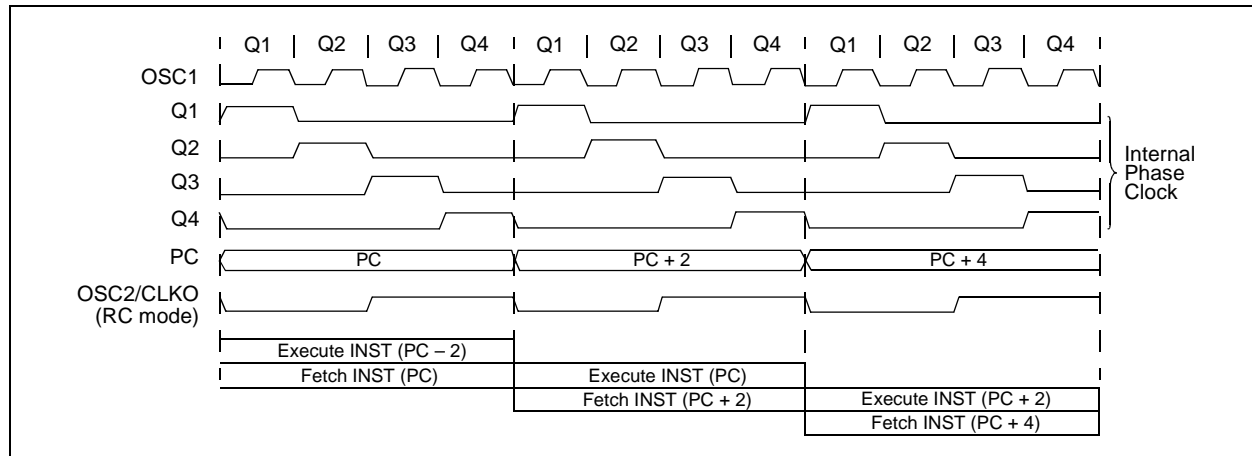 Q1 Q2 Q3 Q4 Q1 Q2 Q3 Q4 Q1 Q2 Q3 Q4
OSC1
Q1
Q2
Q3
Q4
Internal
Phase
Clock
PC
PC
PC + 2
PC + 4
OSC2/CLKO
(RC mode)
Execute INST (PC – 2)
Fetch INST (PC)
Execute INST (PC)
Fetch INST (PC + 2)
Execute INST (PC + 2)
Fetch INST (PC + 4)